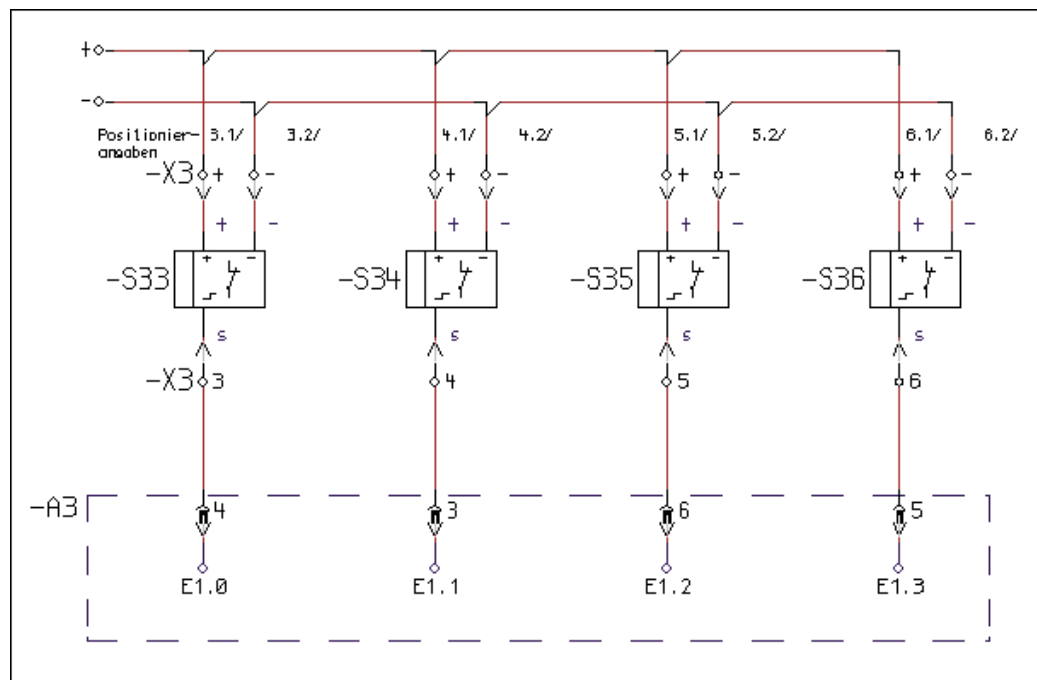 +
-
Positionier- 3.1/ 3.2/ 4.1/ 4.2/ 5.1/ 5.2/ 6.1/ 6.2/
angaben
-X3 + - + - + - + -
+ - + - + - + -
-S33 + - -S34 + - -S35 + - -S36 + -
s s s s
-X3 3 4 5 6
-A3 4 3 6 5
E1.0 E1.1 E1.2 E1.3